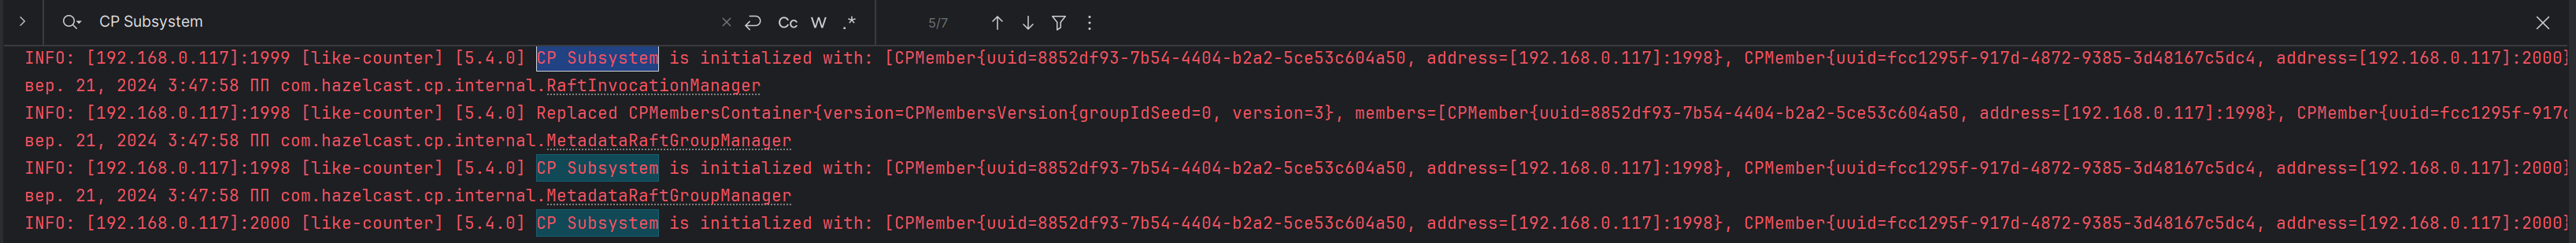 CP Subsystem
Cc W .* 5/7
INFO: [192.168.0.117]:1999 [like-counter] [5.4.0] CP Subsystem is initialized with: [CPMember{uuid=8852df93-7b54-4404-b2a2-5ce53c604a50, address=[192.168.0.117]:1998}, CPMember{uuid=fcc1295f-917d-4872-9385-3d48167c5dc4, address=[192.168.0.117]:2000}
вер. 21, 2024 3:47:58 ПП com.hazelcast.cp.internal.RaftInvocationManager
INFO: [192.168.0.117]:1998 [like-counter] [5.4.0] Replaced CPMembersContainer{version=CPMembersVersion{groupIdSeed=0, version=3}, members=[CPMember{uuid=8852df93-7b54-4404-b2a2-5ce53c604a50, address=[192.168.0.117]:1998}, CPMember{uuid=fcc1295f-917d
вер. 21, 2024 3:47:58 ПП com.hazelcast.cp.internal.MetadataRaftGroupManager
INFO: [192.168.0.117]:1998 [like-counter] [5.4.0] CP Subsystem is initialized with: [CPMember{uuid=8852df93-7b54-4404-b2a2-5ce53c604a50, address=[192.168.0.117]:1998}, CPMember{uuid=fcc1295f-917d-4872-9385-3d48167c5dc4, address=[192.168.0.117]:2000}
вер. 21, 2024 3:47:58 ПП com.hazelcast.cp.internal.MetadataRaftGroupManager
INFO: [192.168.0.117]:2000 [like-counter] [5.4.0] CP Subsystem is initialized with: [CPMember{uuid=8852df93-7b54-4404-b2a2-5ce53c604a50, address=[192.168.0.117]:1998}, CPMember{uuid=fcc1295f-917d-4872-9385-3d48167c5dc4, address=[192.168.0.117]:2000}